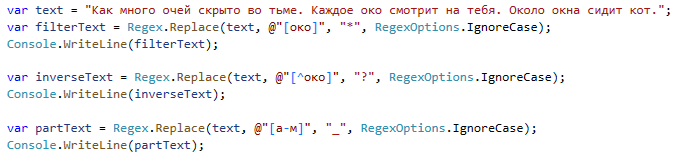 var text = "Как много очей скрыто во тьме. Каждое око смотрит на тебя. Около окна сидит кот.";
var filterText = Regex.Replace(text, @"[око]", "*", RegexOptions.IgnoreCase);
Console.WriteLine(filterText);
var inverseText = Regex.Replace(text, @"[^око]", "?", RegexOptions.IgnoreCase);
Console.WriteLine(inverseText);
var partText = Regex.Replace(text, @"[а-м]", "_", RegexOptions.IgnoreCase);
Console.WriteLine(partText);